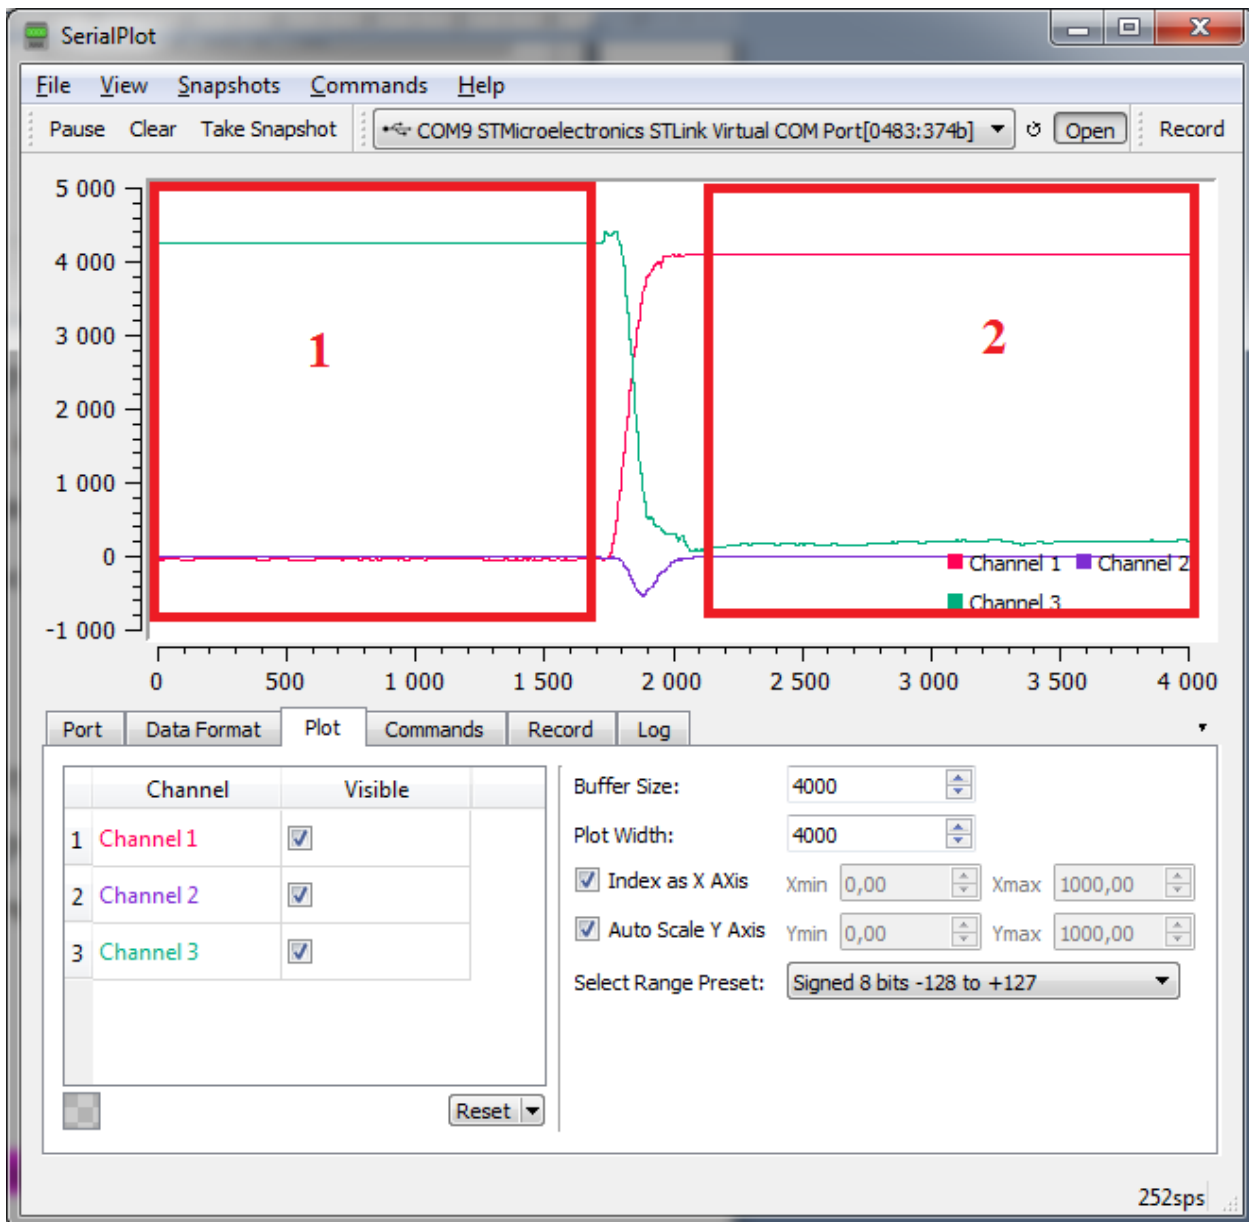 SerialPlot
File View Snapshots Commands Help
Pause Clear Take Snapshot COM9 STMicroelectronics STLink Virtual COM Port[0483:374b] Open Record
5 000
4 000
3 000
2 000
1 000
0
-1 000
1
2
Channel 1 Channel 2
Channel 3
0 500 1 000 1 500 2 000 2 500 3 000 3 500 4 000
Port Data Format Plot Commands Record Log
Channel Visible
1 Channel 1
2 Channel 2
3 Channel 3
Reset
Buffer Size: 4000
Plot Width: 4000
Index as X AXis Xmin 0,00 Xmax 1000,00
Auto Scale Y Axis Ymin 0,00 Ymax 1000,00
Select Range Preset: Signed 8 bits -128 to +127
252sps